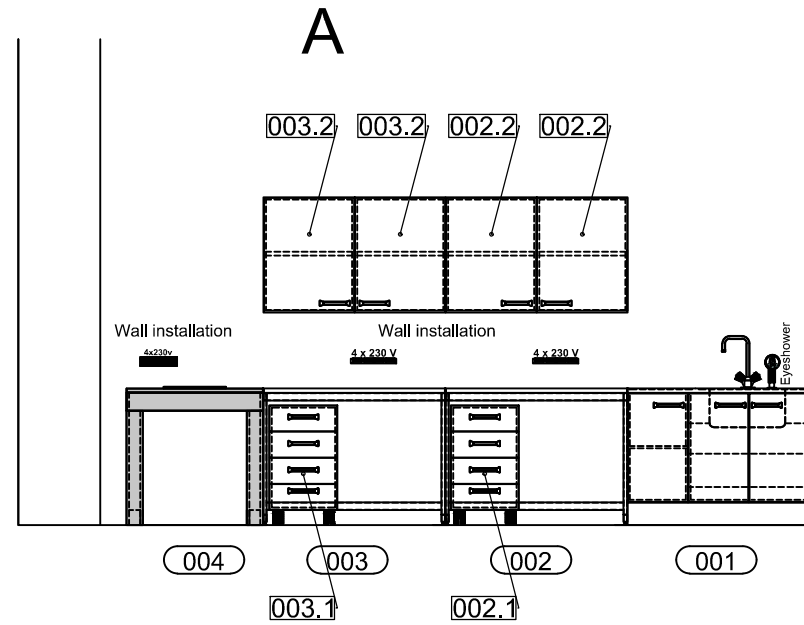 A
003.2 003.2 002.2 002.2
Wall installation Wall installation
4x230v 4 x 230 V 4 x 230 V
Eyeshower
004 003 002 001
003.1 002.1